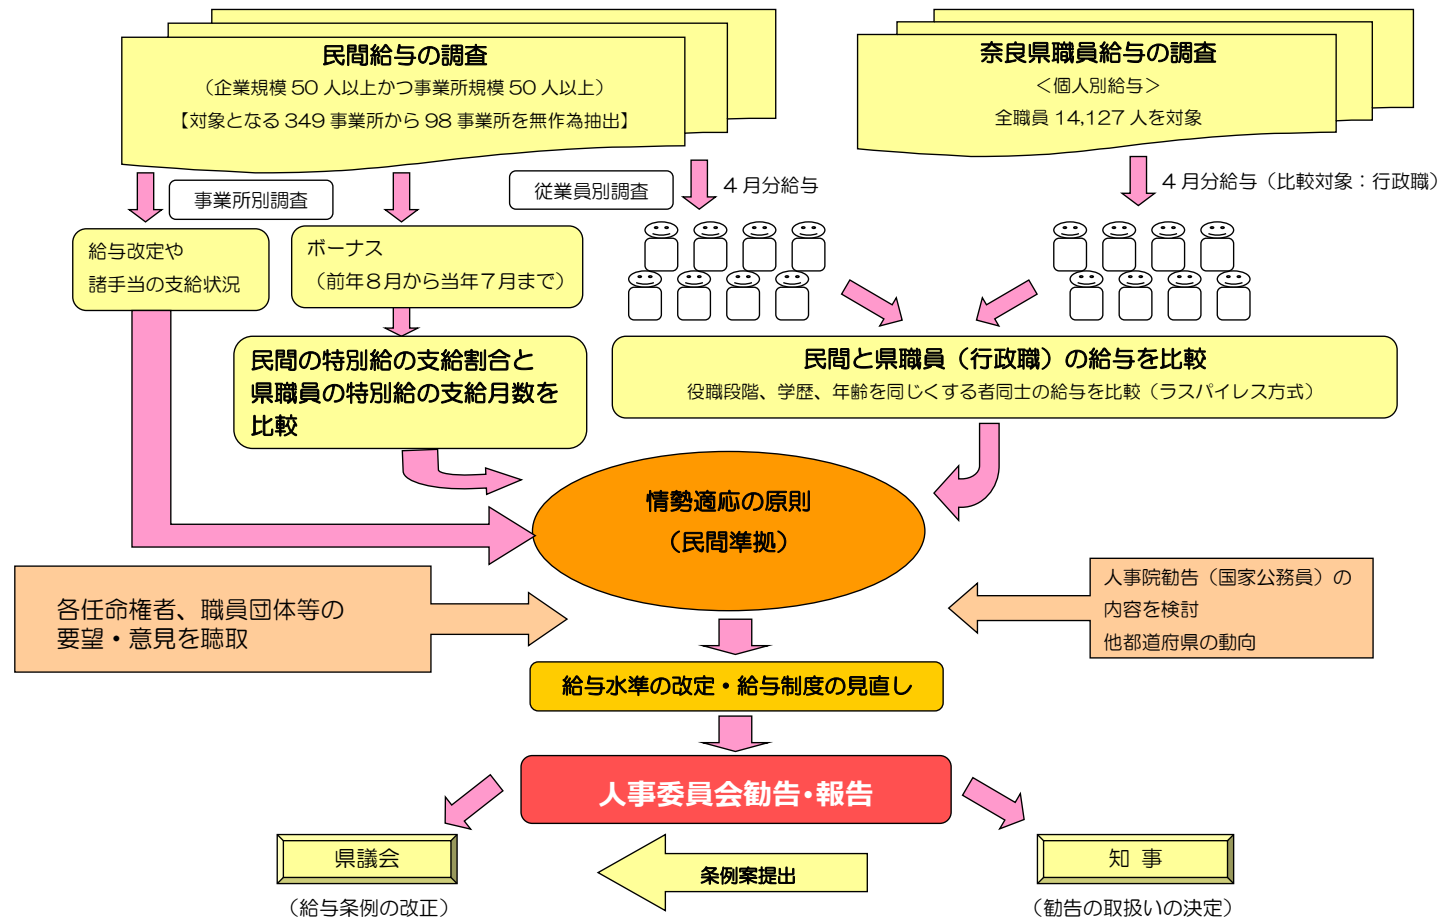 民間給与の調査
（企業規模 50 人以上かつ事業所規模 50 人以上）
【対象となる 349 事業所から 98 事業所を無作為抽出】
奈良県職員給与の調査
＜個人別給与＞
全職員 14,127 人を対象
事業所別調査
従業員別調査
4 月分給与
4 月分給与（比較対象：行政職）
給与改定や
諸手当の支給状況
ボーナス
（前年８月から当年７月まで）
民間の特別給の支給割合と
県職員の特別給の支給月数を
比較
民間と県職員（行政職）の給与を比較
役職段階、学歴、年齢を同じくする者同士の給与を比較（ラスパイレス方式）
情勢適応の原則
（民間準拠）
各任命権者、職員団体等の
要望・意見を聴取
人事院勧告（国家公務員）の
内容を検討
他都道府県の動向
給与水準の改定・給与制度の見直し
人事委員会勧告・報告
県議会
（給与条例の改正）
条例案提出
知 事
（勧告の取扱いの決定）